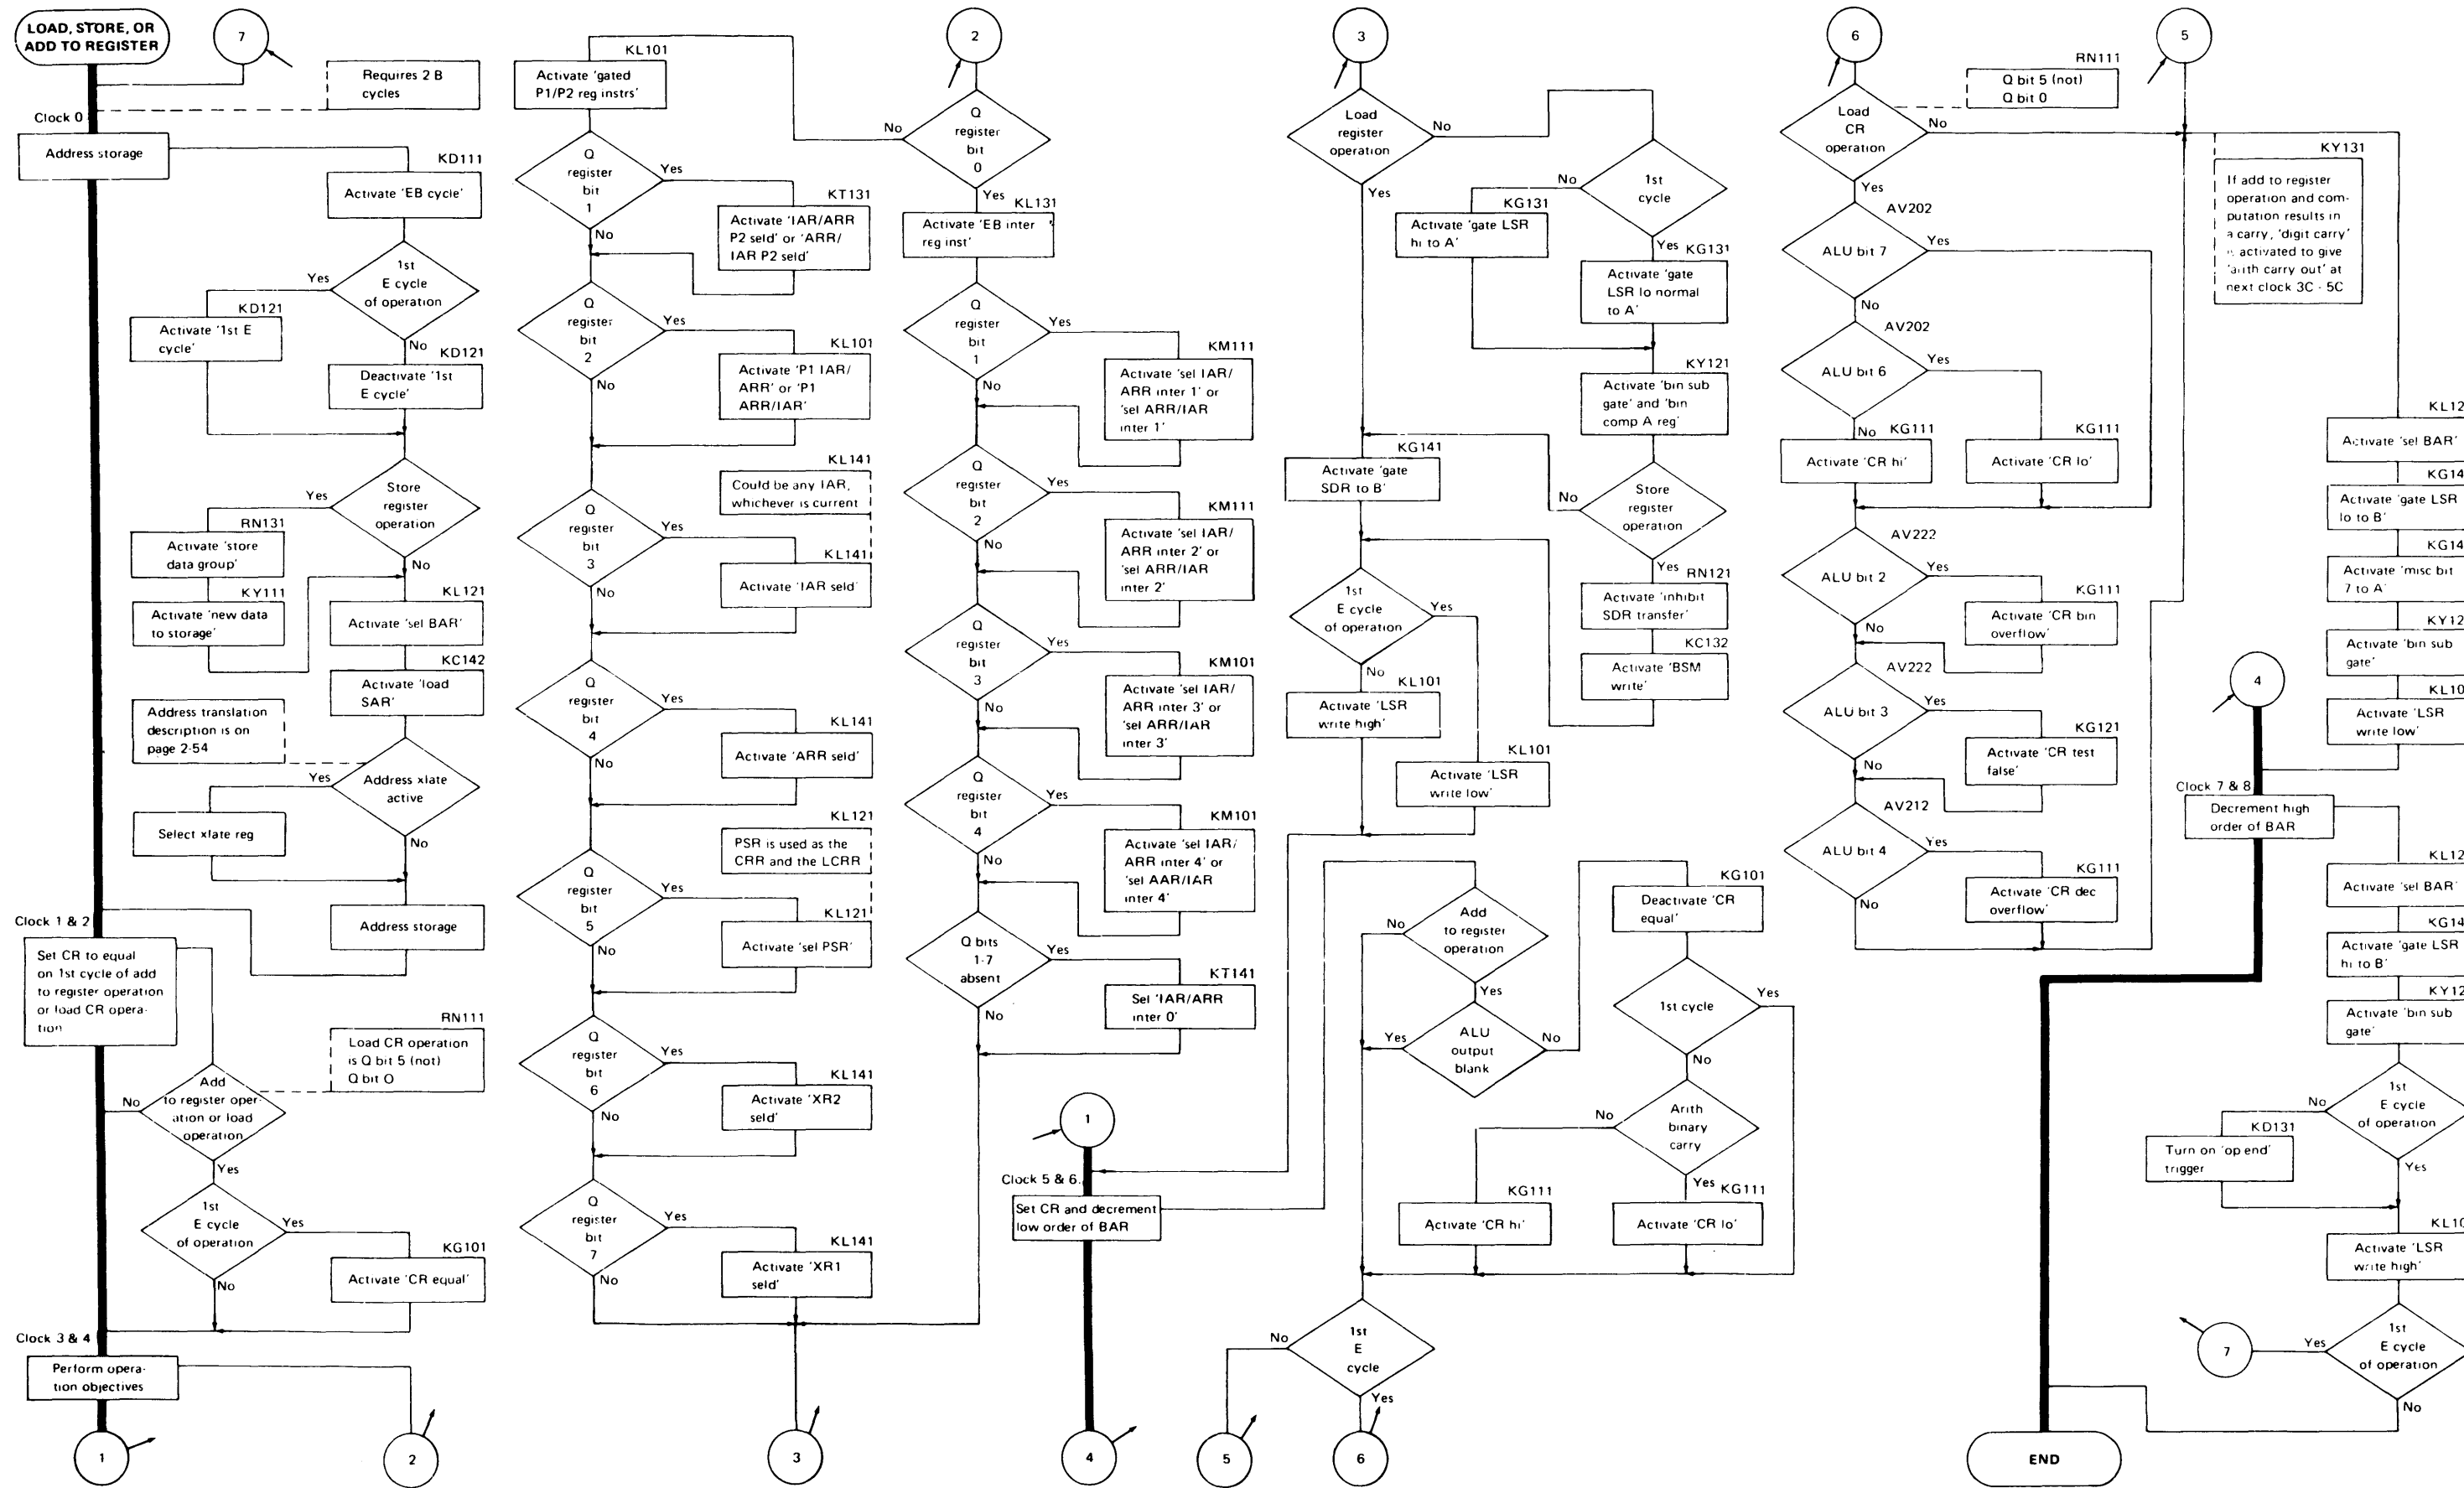 LOAD, STORE, OR
ADD TO REGISTER
7
Requires 2 B
cycles
Clock 0
Address storage
KD111
Activate 'EB cycle'
1st
E cycle
of operation
Yes
KD121
Activate '1st E
cycle'
No
KD121
Deactivate '1st
E cycle'
Store
register
operation
Yes
RN131
Activate 'store
data group'
KY111
Activate 'new data
to storage'
No
KL121
Activate 'sel BAR'
KC142
Activate 'load
SAR'
Address translation
description is on
page 2-54
Address xlate
active
Yes
Select xlate reg
No
Address storage
Clock 1 & 2
Set CR to equal
on 1st cycle of add
to register operation
or load CR opera-
tion
RN111
Load CR operation
is Q bit 5 (not)
Q bit O
Add
to register oper-
ation or load
operation
No
Yes
1st
E cycle
of operation
Yes
KG101
Activate 'CR equal'
No
Clock 3 & 4
Perform opera-
tion objectives
1
2
KL101
Activate 'gated
P1/P2 reg instrs'
Q
register
bit
1
Yes
KT131
Activate 'IAR/ARR
P2 seld' or 'ARR/
IAR P2 seld'
No
Q
register
bit
2
Yes
KL101
Activate 'P1 IAR/
ARR' or 'P1
ARR/IAR'
No
KL141
Could be any IAR,
whichever is current
Q
register
bit
3
Yes
KL141
Activate 'IAR seld'
No
Q
register
bit
4
Yes
KL141
Activate 'ARR seld'
No
KL121
PSR is used as the
CRR and the LCRR
Q
register
bit
5
Yes
KL121
Activate 'sel PSR'
No
Q
register
bit
6
Yes
KL141
Activate 'XR2
seld'
No
Q
register
bit
7
Yes
KL141
Activate 'XR1
seld'
No
3
2
Q
register
bit
0
No
Yes
KL131
Activate 'EB inter
reg inst'
Q
register
bit
1
Yes
KM111
Activate 'sel IAR/
ARR inter 1' or
'sel ARR/IAR
inter 1'
No
Q
register
bit
2
Yes
KM111
Activate 'sel IAR/
ARR inter 2' or
'sel ARR/IAR
inter 2'
No
Q
register
bit
3
Yes
KM101
Activate 'sel IAR/
ARR inter 3' or
'sel ARR/IAR
inter 3'
No
Q
register
bit
4
Yes
KM101
Activate 'sel IAR/
ARR inter 4' or
'sel AAR/IAR
inter 4'
No
Q bits
1-7
absent
Yes
KT141
Sel 'IAR/ARR
inter 0'
No
1
Clock 5 & 6
Set CR and decrement
low order of BAR
4
3
Load
register
operation
No
Yes
1st
cycle
No
KG131
Activate 'gate LSR
hi to A'
Yes
KG131
Activate 'gate
LSR lo normal
to A'
KY121
Activate 'bin sub
gate' and 'bin
comp A reg'
KG141
Activate 'gate
SDR to B'
Store
register
operation
No
Yes
RN121
Activate 'inhibit
SDR transfer'
KC132
Activate 'BSM
write'
1st
E cycle
of operation
Yes
No
KL101
Activate 'LSR
write high'
KL101
Activate 'LSR
write low'
Add
to register
operation
No
Yes
ALU
output
blank
Yes
No
KG101
Deactivate 'CR
equal'
1st cycle
Yes
No
Arith
binary
carry
No
KG111
Activate 'CR hi'
Yes
KG111
Activate 'CR lo'
1st
E
cycle
No
Yes
5
6
6
RN111
Q bit 5 (not)
Q bit 0
Load
CR
operation
No
Yes
AV202
ALU bit 7
Yes
No
AV202
ALU bit 6
Yes
No
KG111
Activate 'CR hi'
KG111
Activate 'CR lo'
AV222
ALU bit 2
Yes
KG111
Activate 'CR bin
overflow'
No
AV222
ALU bit 3
Yes
KG121
Activate 'CR test
false'
No
AV212
ALU bit 4
Yes
KG111
Activate 'CR dec
overflow'
No
5
KY131
If add to register
operation and com-
putation results in
a carry, 'digit carry'
is activated to give
'arith carry out' at
next clock 3C - 5C
KL12
Activate 'sel BAR'
KG14
Activate 'gate LSR
lo to B'
KG14
Activate 'misc bit
7 to A'
KY12
Activate 'bin sub
gate'
KL10
Activate 'LSR
write low'
4
Clock 7 & 8
Decrement high
order of BAR
KL12
Activate 'sel BAR'
KG14
Activate 'gate LSR
hi to B'
KY12
Activate 'bin sub
gate'
1st
E cycle
of operation
No
KD131
Turn on 'op end'
trigger
Yes
KL10
Activate 'LSR
write high'
1st
E cycle
of operation
Yes
7
No
END